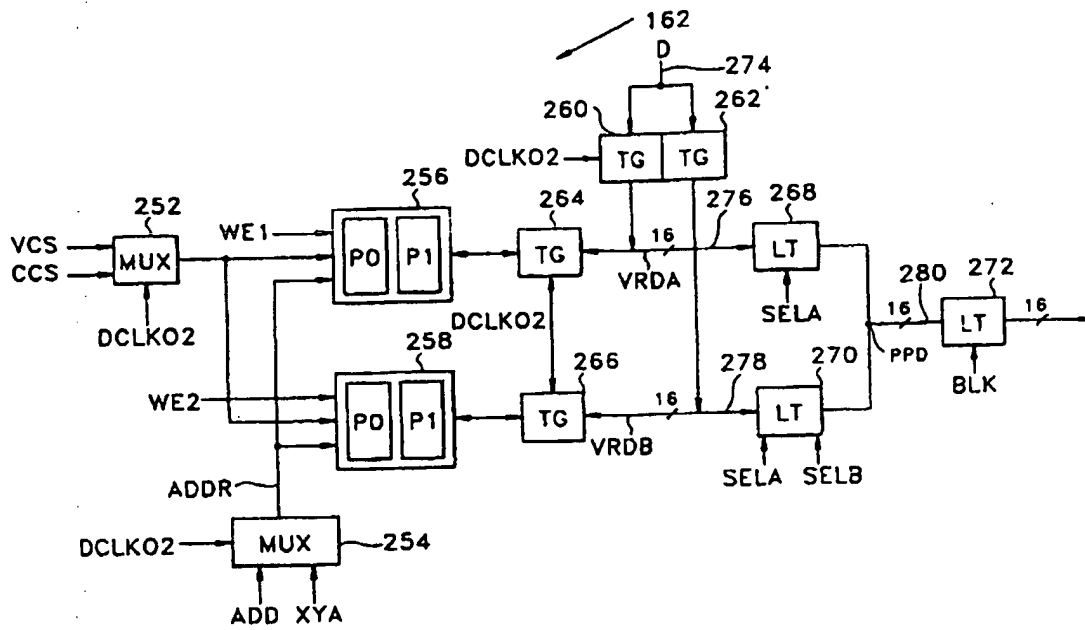 162
D
274
260
262
DCLKO2
TG
TG
256
264
276
268
252
WE1
VCS
MUX
CCS
P0
P1
TG
16
VRDA
LT
280
272
DCLKO2
DCLKO2
SELA
16
LT
16
PPD
258
266
278
270
BLK
WE2
P0
P1
TG
16
VRDB
LT
ADDR
SELA
SELB
DCLKO2
MUX
254
ADD
XYA